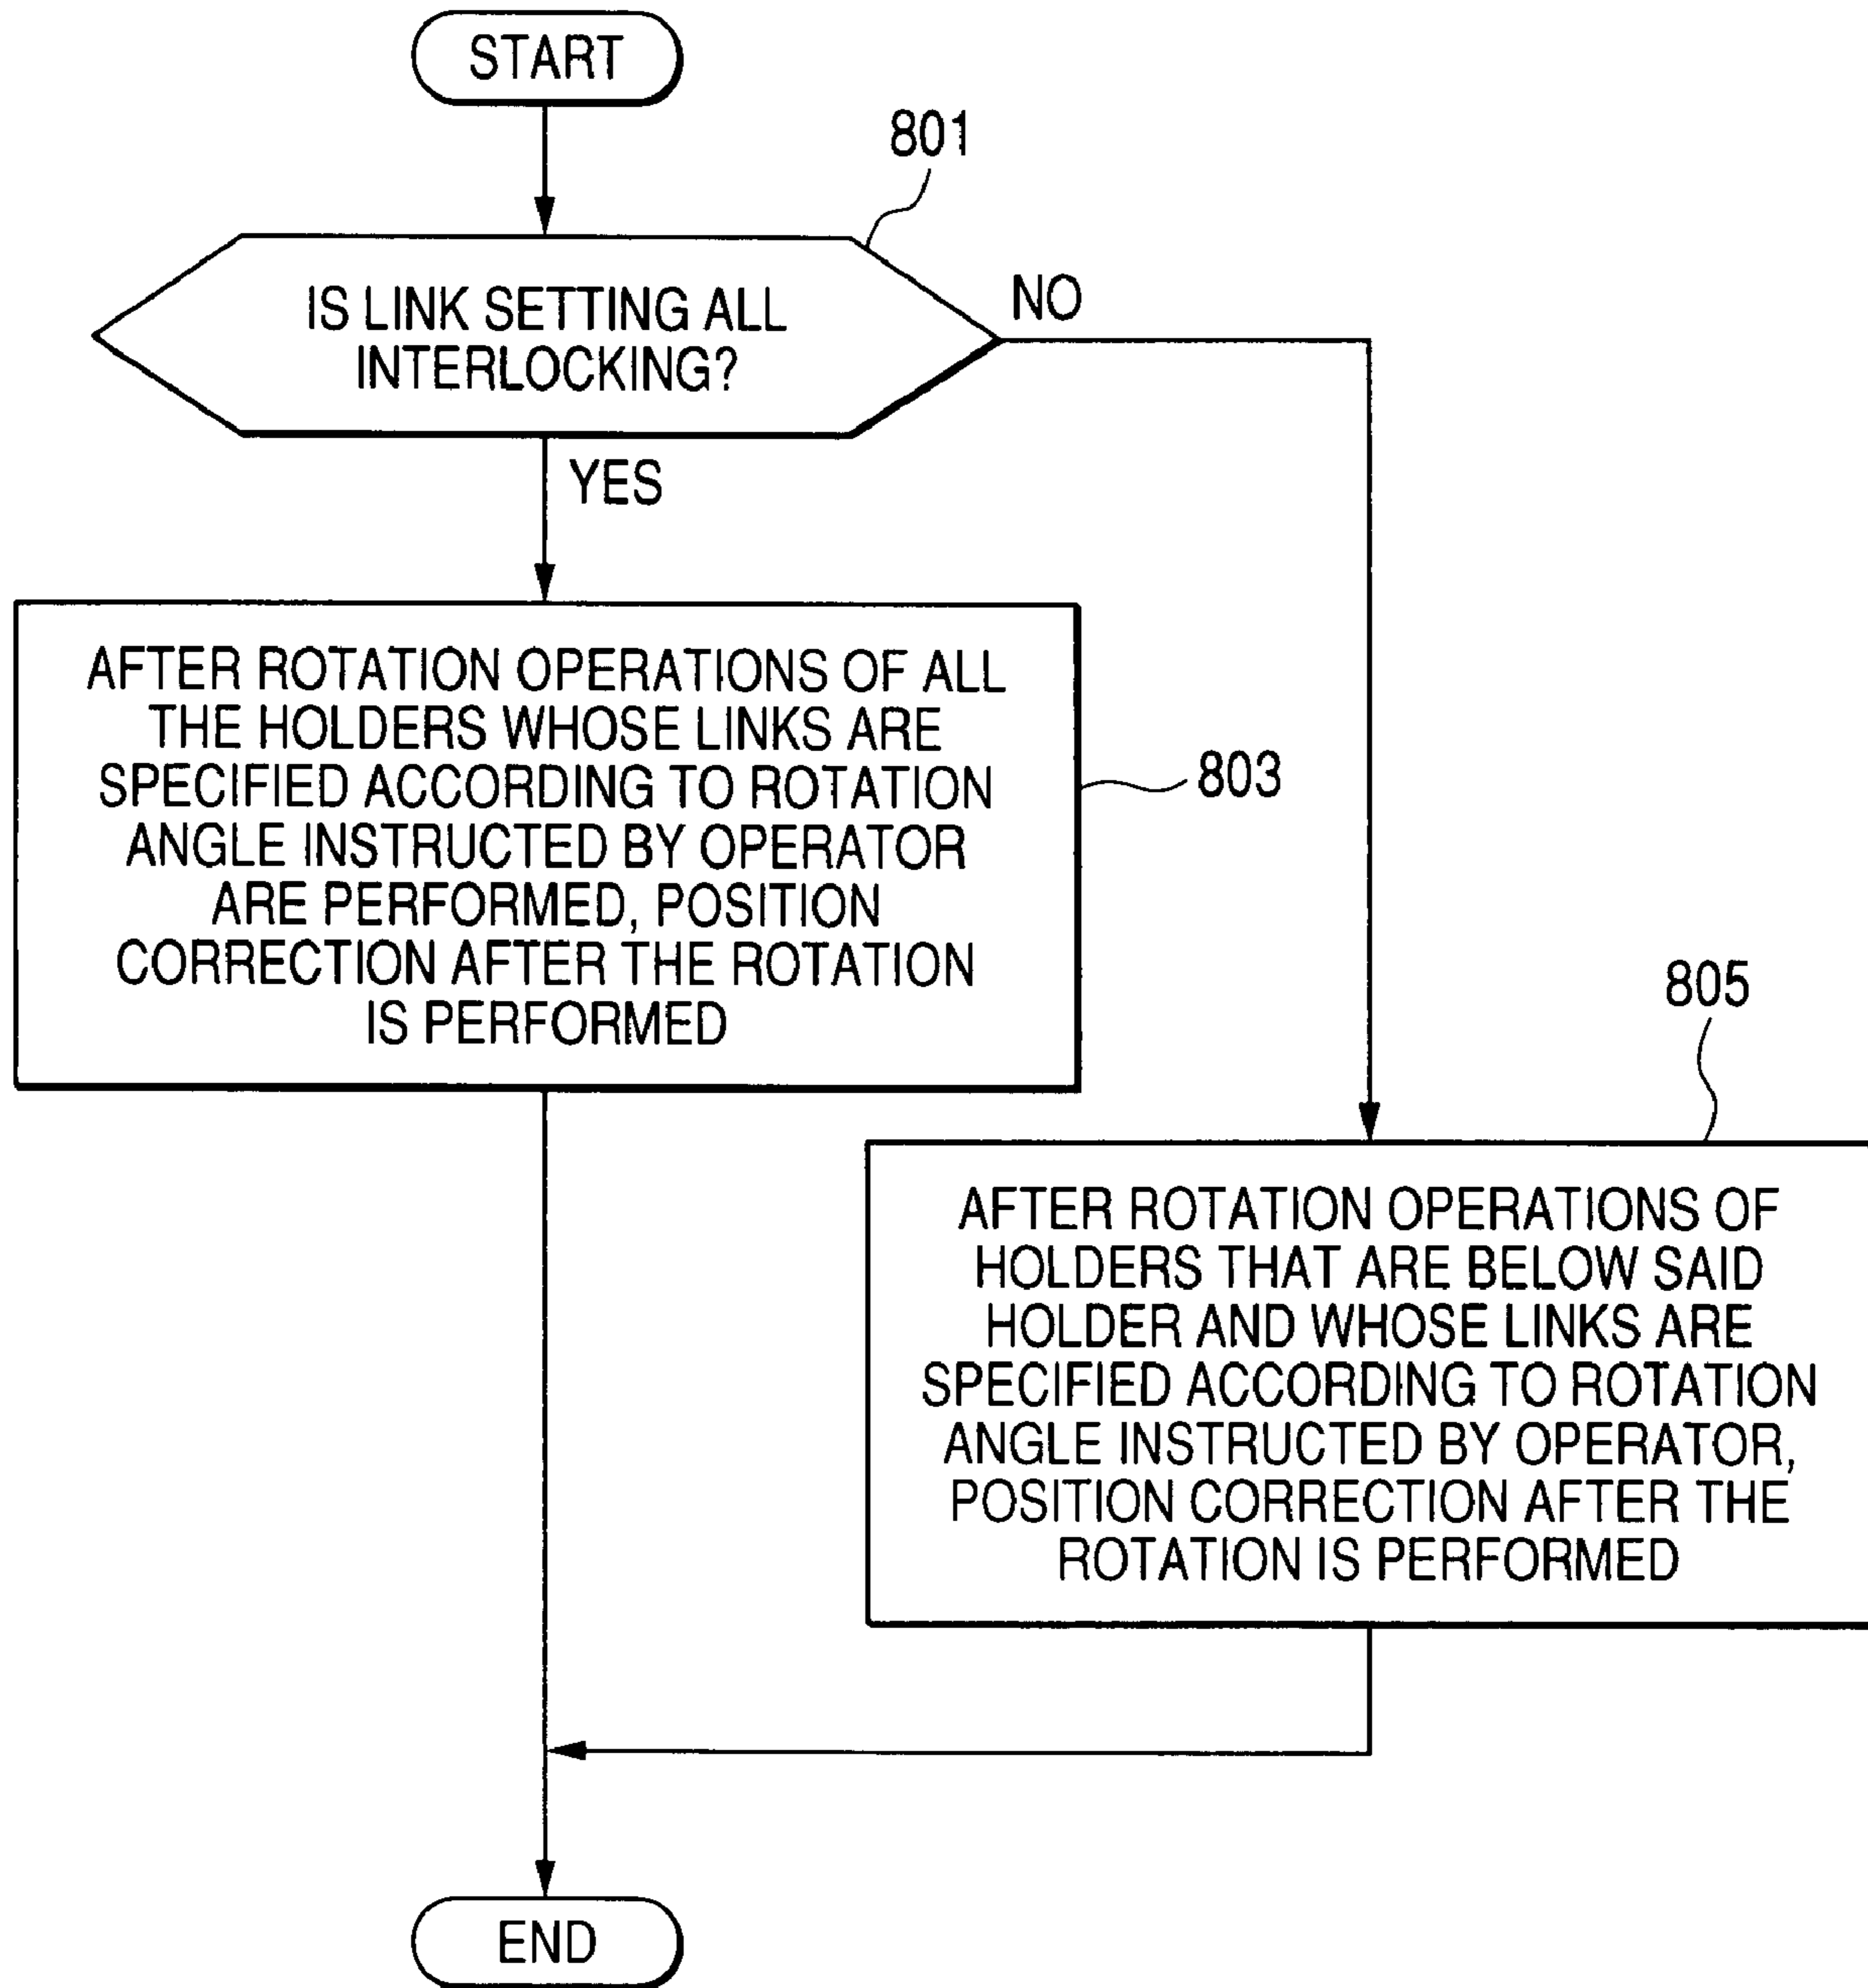 START
801
IS LINK SETTING ALL
INTERLOCKING?
NO
YES
AFTER ROTATION OPERATIONS OF ALL
THE HOLDERS WHOSE LINKS ARE
SPECIFIED ACCORDING TO ROTATION
ANGLE INSTRUCTED BY OPERATOR
ARE PERFORMED, POSITION
CORRECTION AFTER THE ROTATION
IS PERFORMED
803
805
AFTER ROTATION OPERATIONS OF
HOLDERS THAT ARE BELOW SAID
HOLDER AND WHOSE LINKS ARE
SPECIFIED ACCORDING TO ROTATION
ANGLE INSTRUCTED BY OPERATOR,
POSITION CORRECTION AFTER THE
ROTATION IS PERFORMED
END